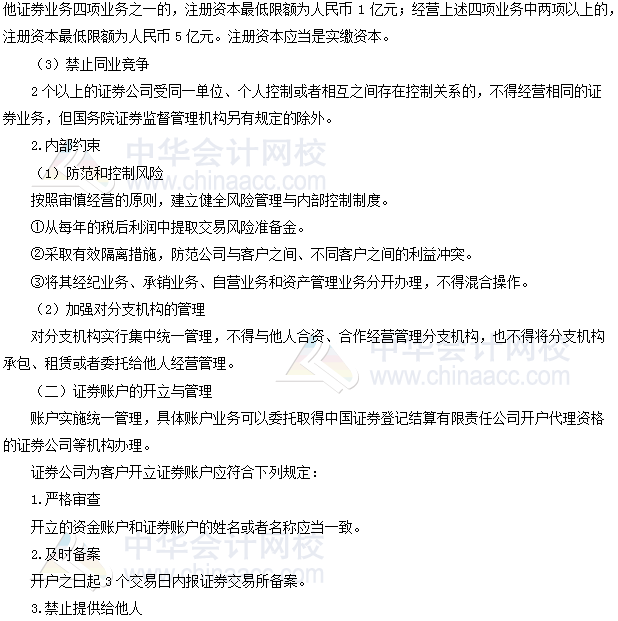 他证券业务四项业务之一的，注册资本最低限额为人民币 1 亿元；经营上述四项业务中两项以上的，
注册资本最低限额为人民币 5 亿元。注册资本应当是实缴资本。
（3）禁止同业竞争
2 个以上的证券公司受同一单位、个人控制或者相互之间存在控制关系的，不得经营相同的证
券业务，但国务院证券监督管理机构另有规定的除外。
2.内部约束
中华会计网校
www.chinaacc.com
（1）防范和控制风险
按照审慎经营的原则，建立健全风险管理与内部控制制度。
①从每年的税后利润中提取交易风险准备金。
②采取有效隔离措施，防范公司与客户之间、不同客户之间的利益冲突。
③将其经纪业务、承销业务、自营业务和资产管理业务分开办理，不得混合操作。
（2）加强对分支机构的管理
对分支机构实行集中统一管理，不得与他人合资、合作经营管理分支机构，也不得将分支机构
承包、租赁或者委托给他人经营管理。
中华会计网校
www.chinaacc.com
（二）证券账户的开立与管理
账户实施统一管理，具体账户业务可以委托取得中国证券登记结算有限责任公司开户代理资格
的证券公司等机构办理。
证券公司为客户开立证券账户应符合下列规定：
1.严格审查
开立的资金账户和证券账户的姓名或者名称应当一致。
2.及时备案
中华会计网校
www.chinaacc.com
开户之日起 3 个交易日内报证券交易所备案。
3.禁止提供给他人